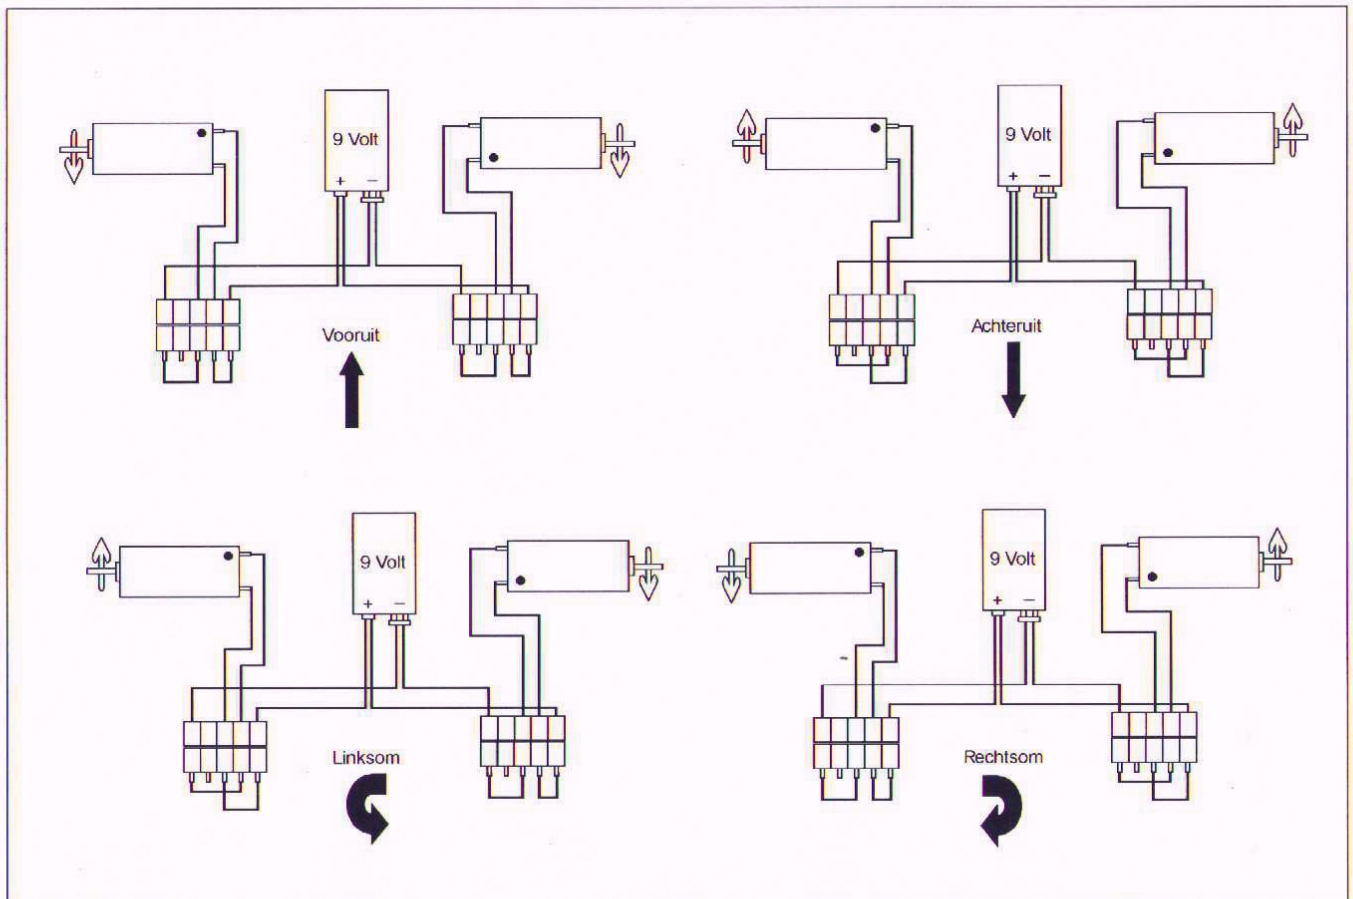 9 Volt
+ −
Vooruit
9 Volt
+ −
Achteruit
9 Volt
+ −
Linksom
9 Volt
+ −
Rechtsom